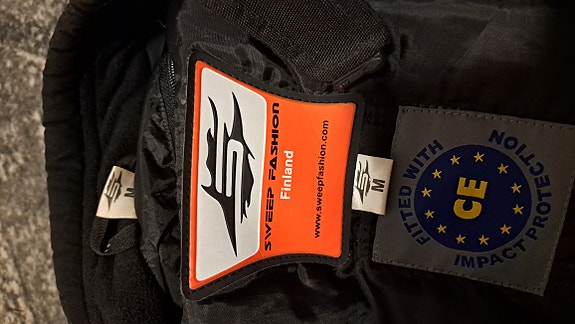 M
SWEEP FASHION
Finland
www.sweepfashion.com
M
FITTED WITH
CE
IMPACT PROTECTION